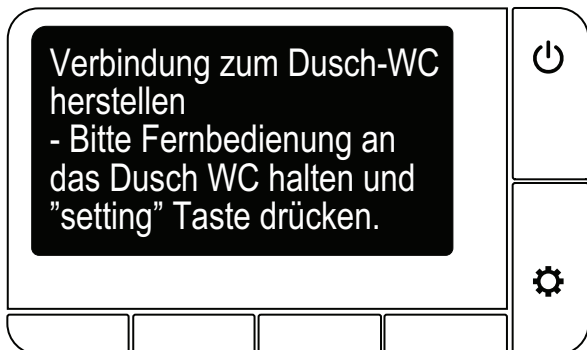 Verbindung zum Dusch-WC
herstellen
- Bitte Fernbedienung an
das Dusch WC halten und
”setting” Taste drücken.